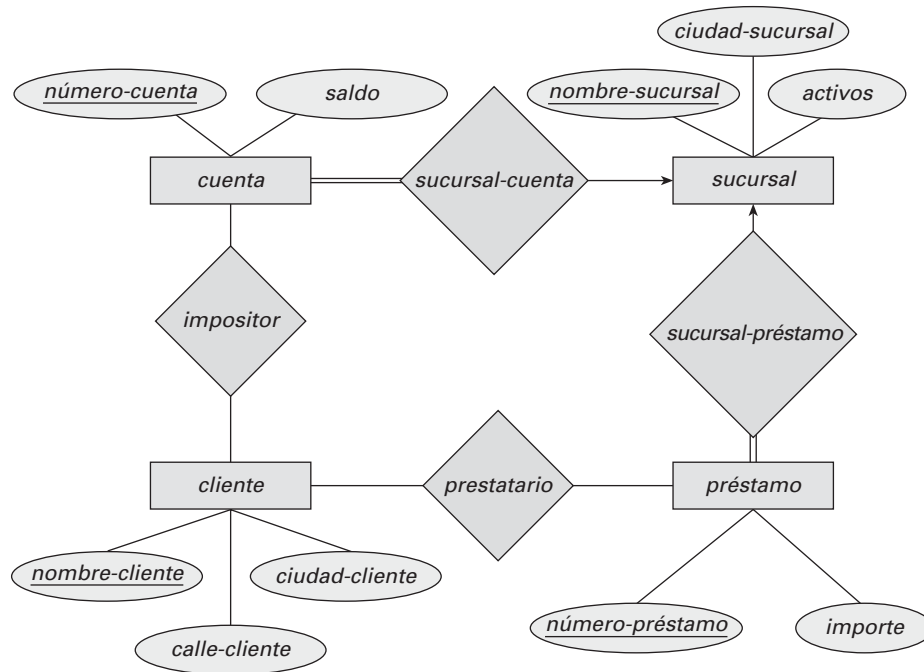 ciudad-sucursal
número-cuenta
saldo
nombre-sucursal
activos
cuenta
sucursal-cuenta
sucursal
impositor
sucursal-préstamo
cliente
prestatario
préstamo
nombre-cliente
ciudad-cliente
calle-cliente
número-préstamo
importe